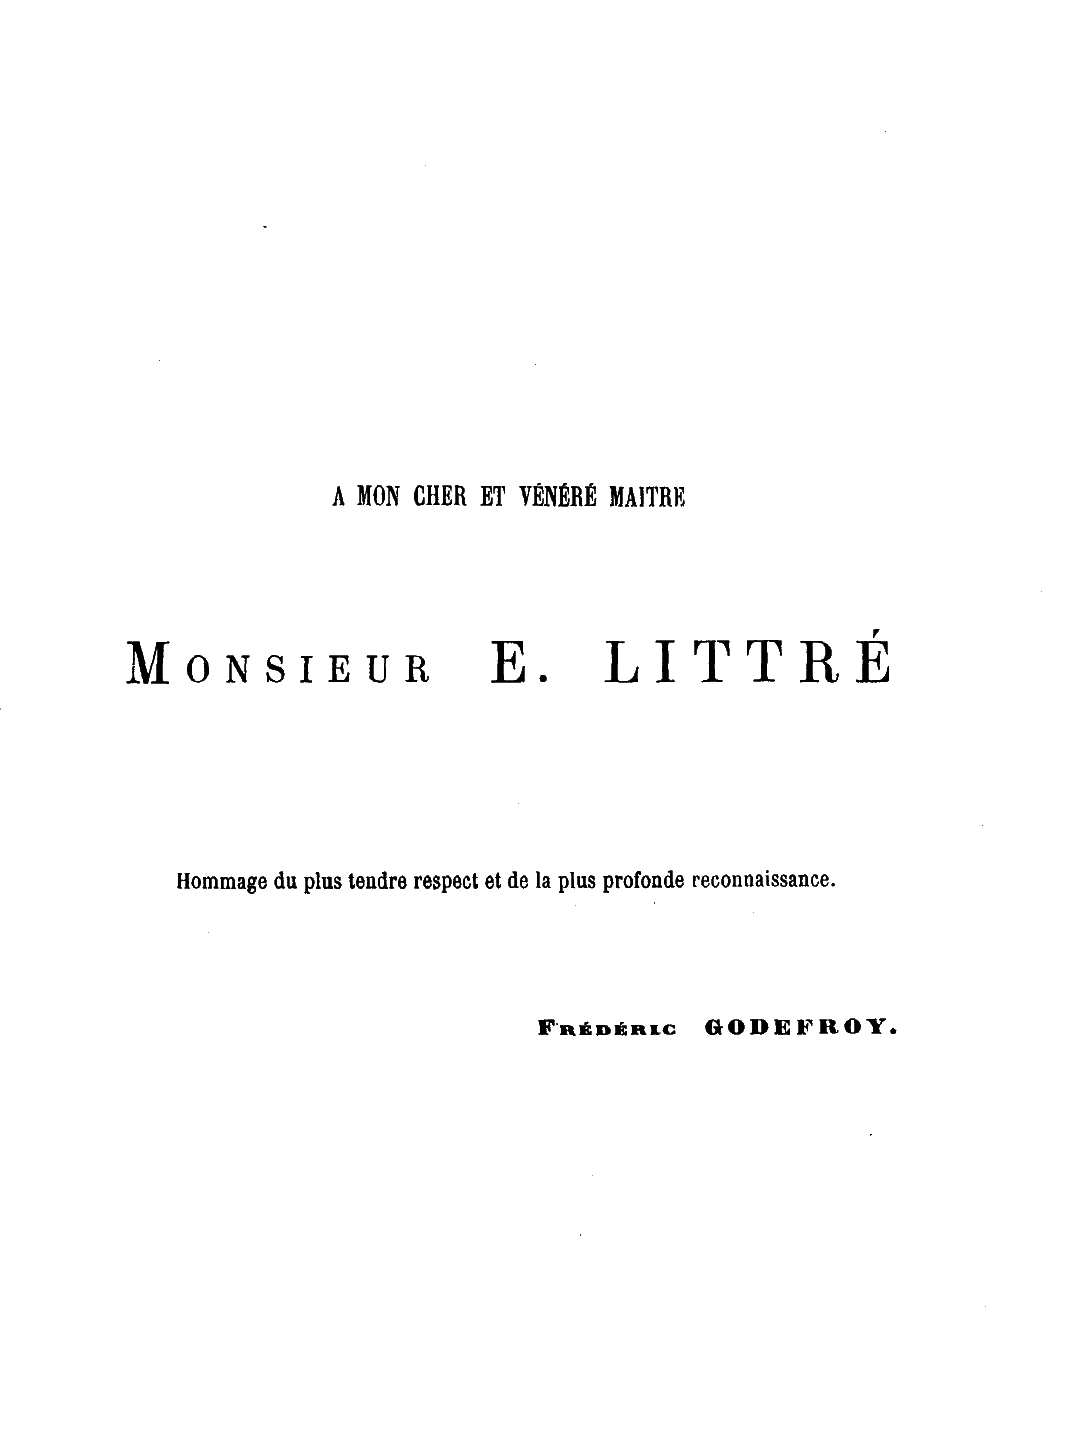 A MON CHER ET VÉNÉRÉ MAITRE
MONSIEUR E. LITTRÉ
Hommage du plus tendre respect et de la plus profonde reconnaissance.
FRÉDÉRIC GODEFROY.